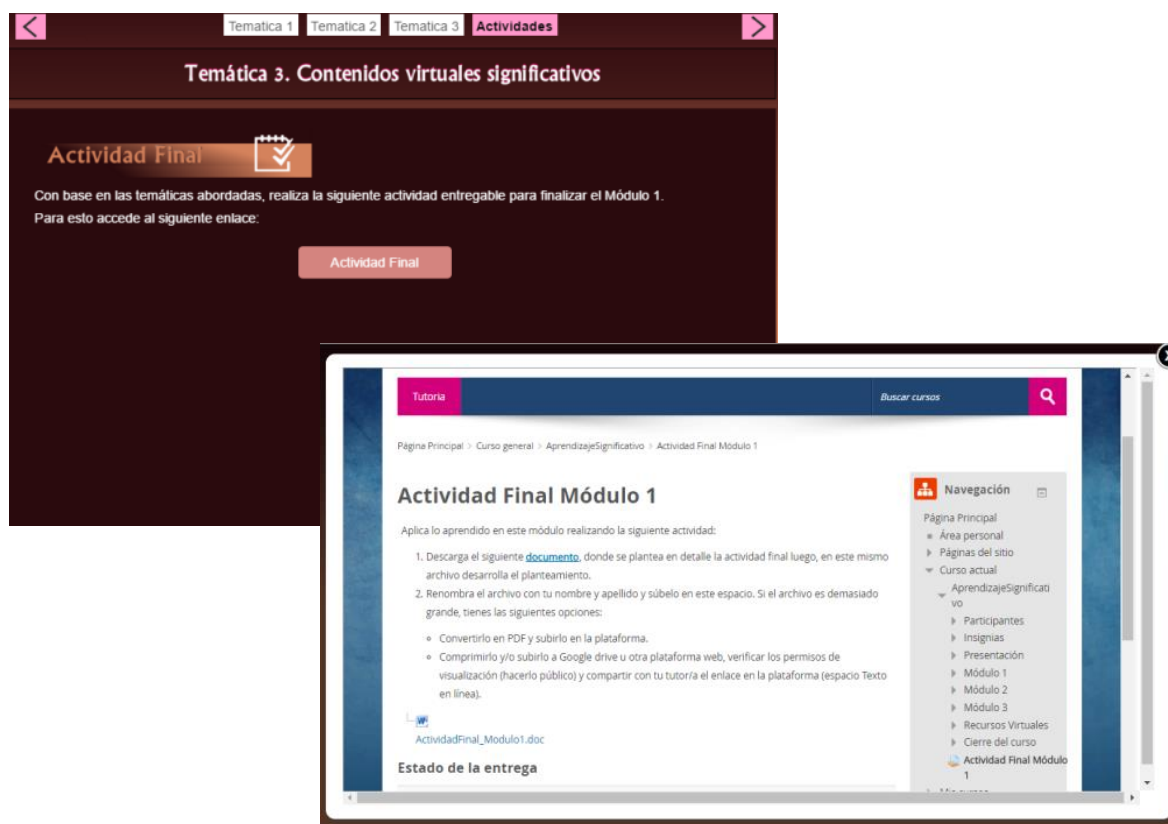 Tematica 1 Tematica 2 Tematica 3 Actividades
Temática 3. Contenidos virtuales significativos
Actividad Final
Con base en las temáticas abordadas, realiza la siguiente actividad entregable para finalizar el Módulo 1.
Para esto accede al siguiente enlace:
Actividad Final
Tutoria
Buscar cursos
Página Principal > Curso general > AprendizajeSignificativo > Actividad Final Módulo 1
Actividad Final Módulo 1
Aplica lo aprendido en este módulo realizando la siguiente actividad:
1. Descarga el siguiente documento, donde se plantea en detalle la actividad final luego, en este mismo
archivo desarrolla el planteamiento.
2. Renombra el archivo con tu nombre y apellido y súbelo en este espacio. Si el archivo es demasiado
grande, tienes las siguientes opciones:
Convertirlo en PDF y subirlo en la plataforma.
Comprimirlo y/o subirlo a Google drive u otra plataforma web, verificar los permisos de
visualización (hacerlo público) y compartir con tu tutor/a el enlace en la plataforma (espacio Texto
en línea).
ActividadFinal_Modulo1.doc
Estado de la entrega
Navegación
Página Principal
Área personal
Páginas del sitio
Curso actual
AprendizajeSignificati
vo
Participantes
Insignias
Presentación
Módulo 1
Módulo 2
Módulo 3
Recursos Virtuales
Cierre del curso
Actividad Final Módulo
1